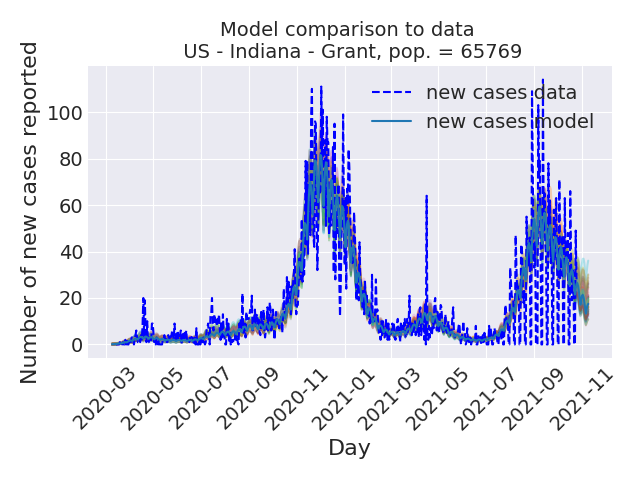 Model comparison to data
US - Indiana - Grant, pop. = 65769
Number of new cases reported
100
80
60
40
20
0
new cases data
new cases model
2020-03
2020-05
2020-07
2020-09
2020-11
2021-01
2021-03
2021-05
2021-07
2021-09
2021-11
Day